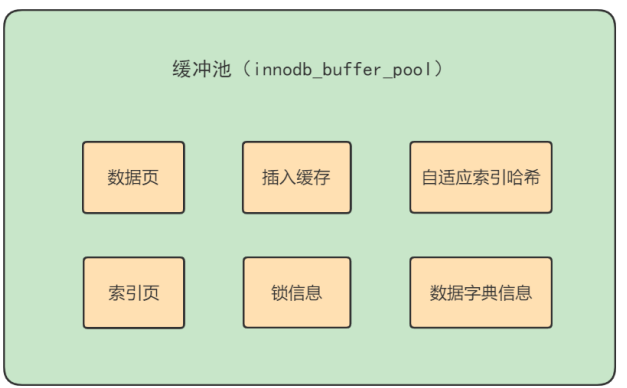 缓冲池（innodb_buffer_pool）
数据页
插入缓存
自适应索引哈希
索引页
锁信息
数据字典信息